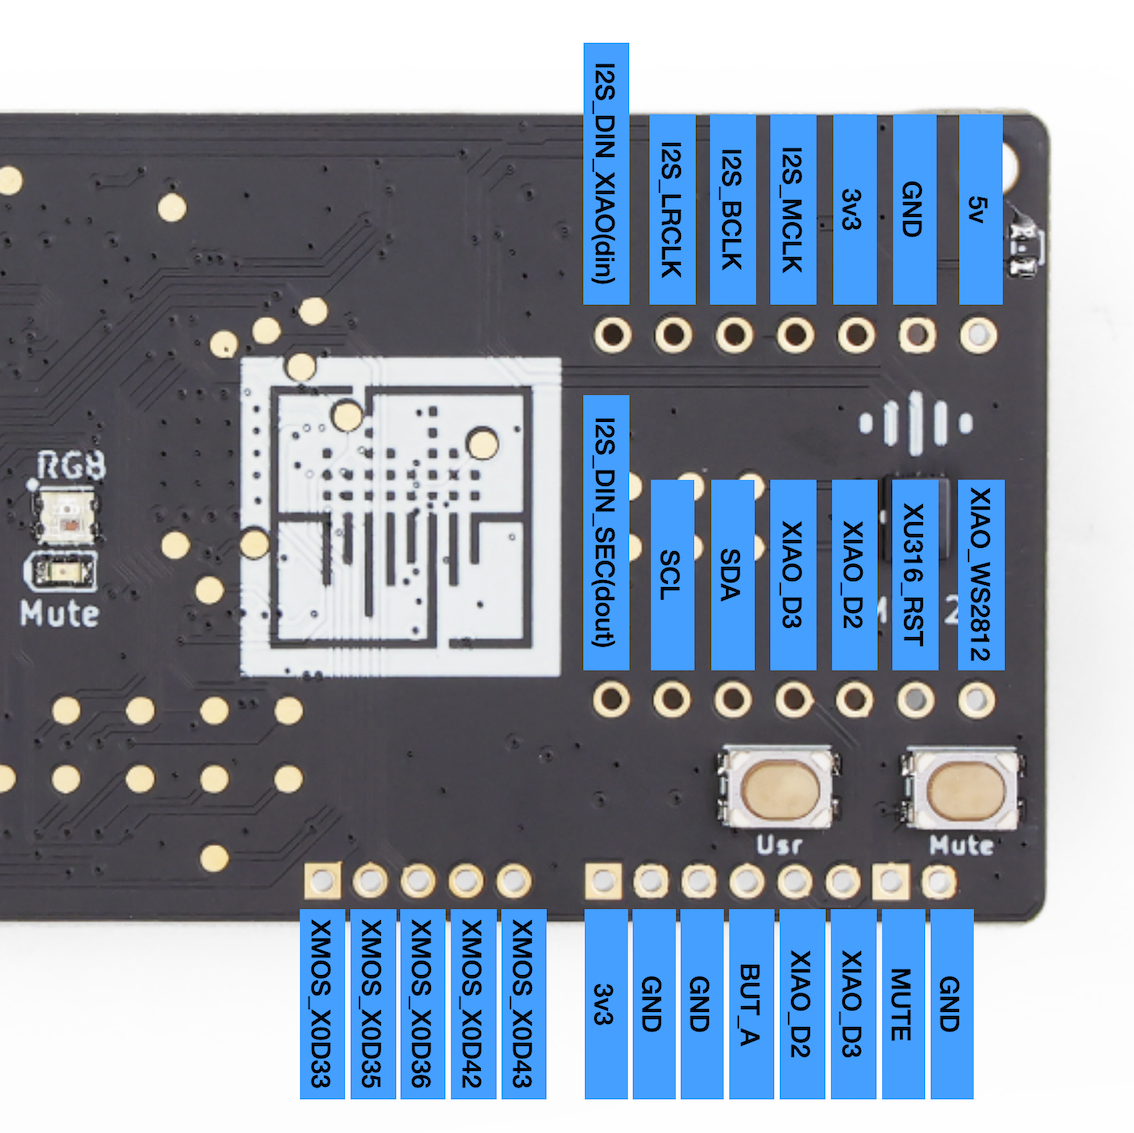 I2S_DIN_XIAO(din)
I2S_LRCLK
I2S_BCLK
I2S_MCLK
3v3
GND
5v
RGB
Mute
I2S_DIN_SEC(dout)
SCL
SDA
XIAO_D3
XIAO_D2
XU316_RST
XIAO_WS2812
Usr
Mute
XMOS_X0D33
XMOS_X0D35
XMOS_X0D36
XMOS_X0D42
XMOS_X0D43
3v3
GND
GND
BUT_A
XIAO_D2
XIAO_D3
MUTE
GND